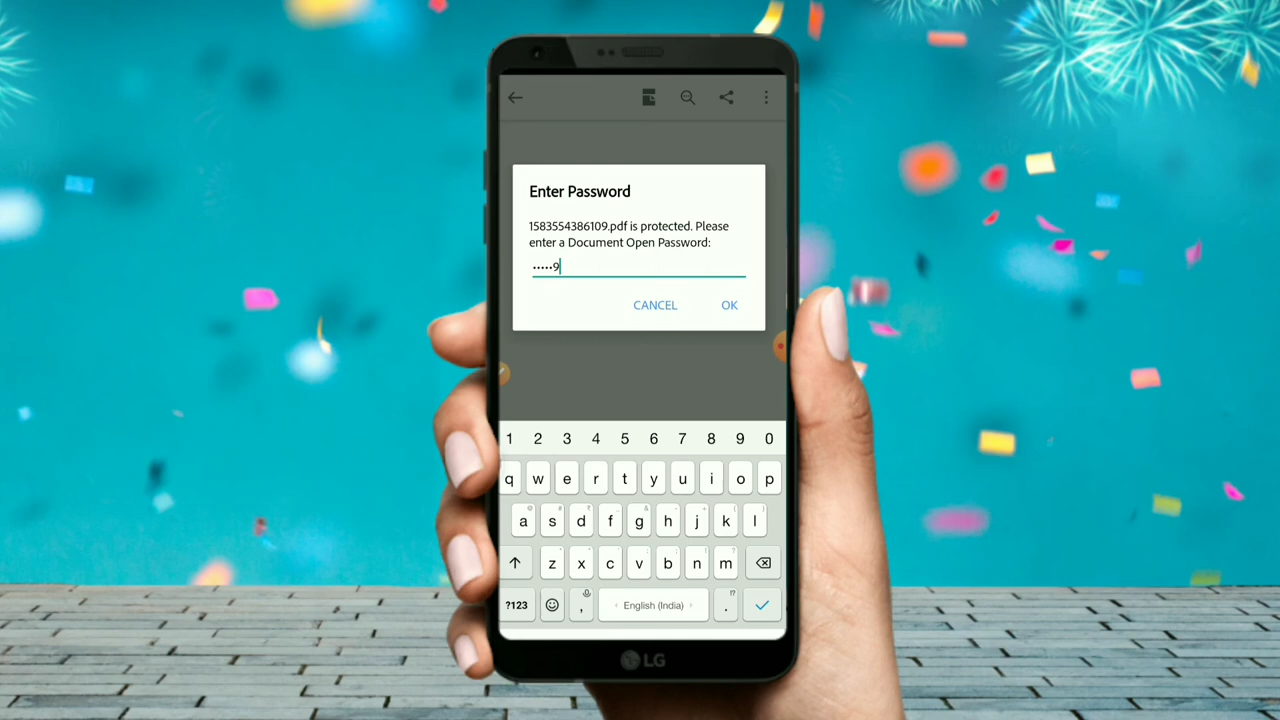 Enter Password
1583554386109.pdf is protected. Please
enter a Document Open Password:
•••••9
CANCEL OK
1 2 3 4 5 6 7 8 9 0
q w e r t y u i o p
a s d f g h j k l
z x c v b n m
?123 , English (India) .
LG